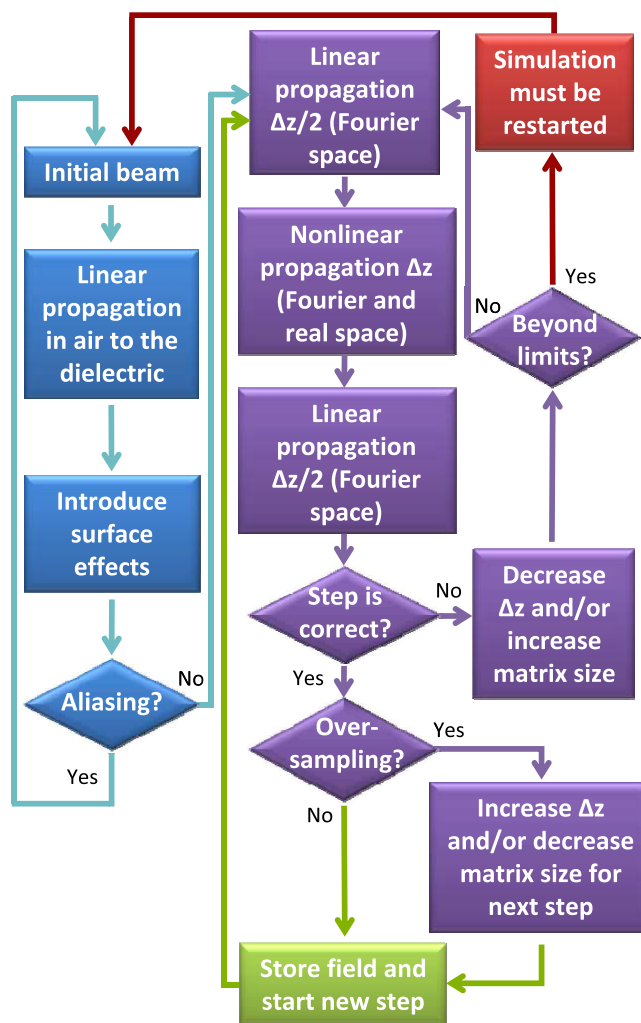 Initial beam
Linear
propagation
in air to the
dielectric
Introduce
surface
effects
Aliasing?
No
Yes
Linear
propagation
Δz/2 (Fourier
space)
Nonlinear
propagation Δz
(Fourier and
real space)
Linear
propagation
Δz/2 (Fourier
space)
Step is
correct?
No
Yes
Over-
sampling?
Yes
No
Store field and
start new step
Increase Δz
and/or decrease
matrix size for
next step
Decrease
Δz and/or
increase
matrix size
Beyond
limits?
No
Yes
Simulation
must be
restarted